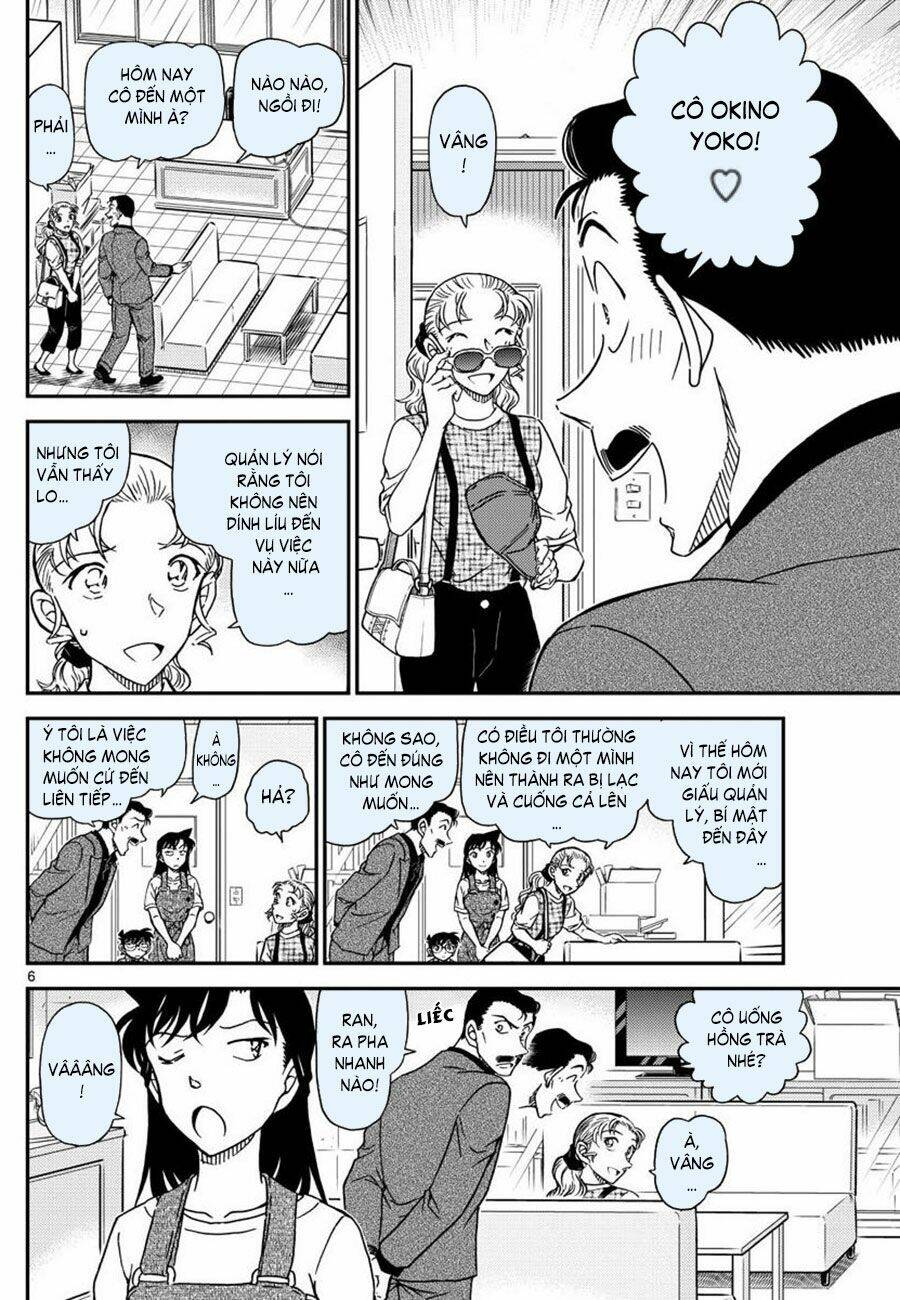 CÔ OKINO
YOKO!
♡
VÂNG
!
NÀO NÀO,
NGỒI ĐI!
HÔM NAY
CÔ ĐẾN MỘT
MÌNH À?
PHẢI
...
QUẢN LÝ NÓI
RẰNG TÔI
KHÔNG NÊN
DÍNH LÍU ĐẾN
VỤ VIỆC
NÀY NỮA
...
NHƯNG TÔI
VẪN THẤY
LO...
VÌ THẾ HÔM
NAY TÔI MỚI
GIẤU QUẢN
LÝ, BÍ MẬT
ĐẾN ĐÂY
...
CÓ ĐIỀU TÔI THƯỜNG
KHÔNG ĐI MỘT MÌNH
NÊN THÀNH RA BỊ LẠC
VÀ CUỐNG CẢ LÊN
...
KHÔNG SAO,
CÔ ĐẾN ĐÚNG
NHƯ MONG
MUỐN...
HẢ?
À
KHÔNG
...
Ý TÔI LÀ VIỆC
KHÔNG MONG
MUỐN CỨ ĐẾN
LIÊN TIẾP...
6
CÔ UỐNG
HỒNG TRÀ
NHÉ?
À,
VÂNG
...
LIẾC
RAN,
RA PHA
NHANH
NÀO!
VÂÂÂNG
!